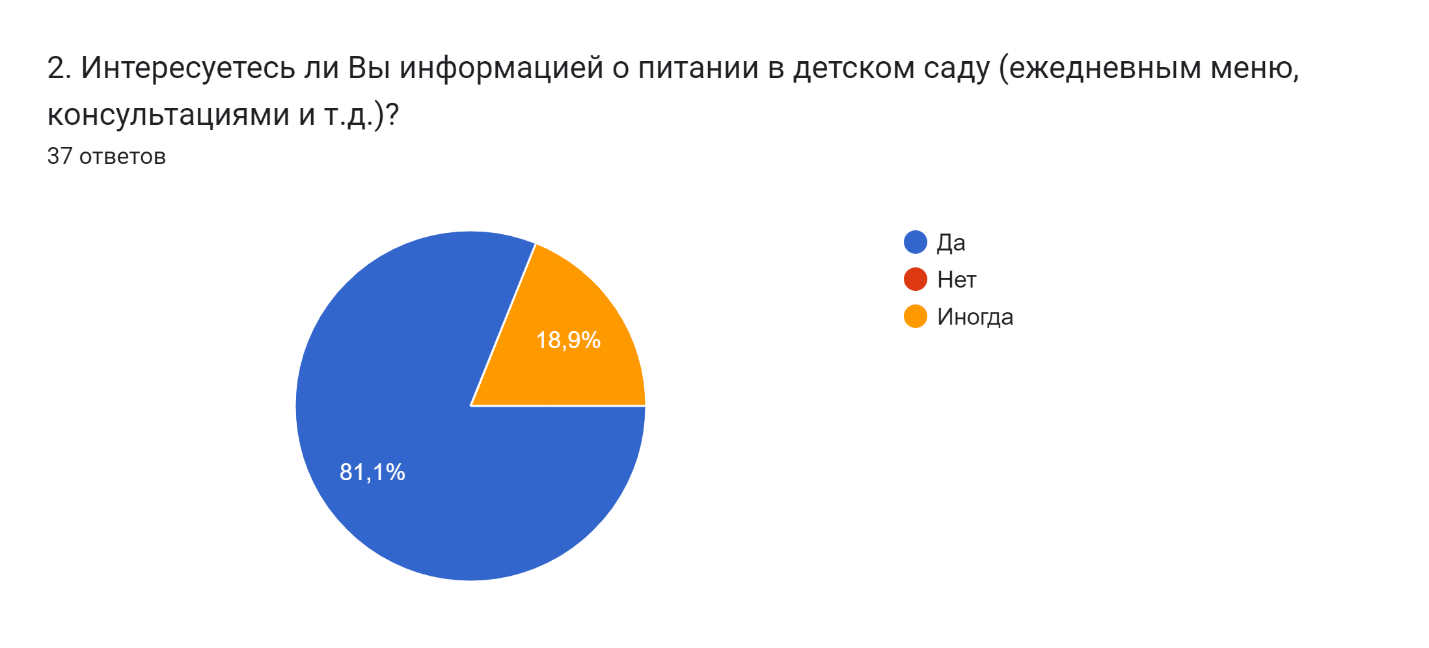 2. Интересуетесь ли Вы информацией о питании в детском саду (ежедневным меню,
консультациями и т.д.)?
37 ответов
Да
Нет
Иногда
18,9%
81,1%